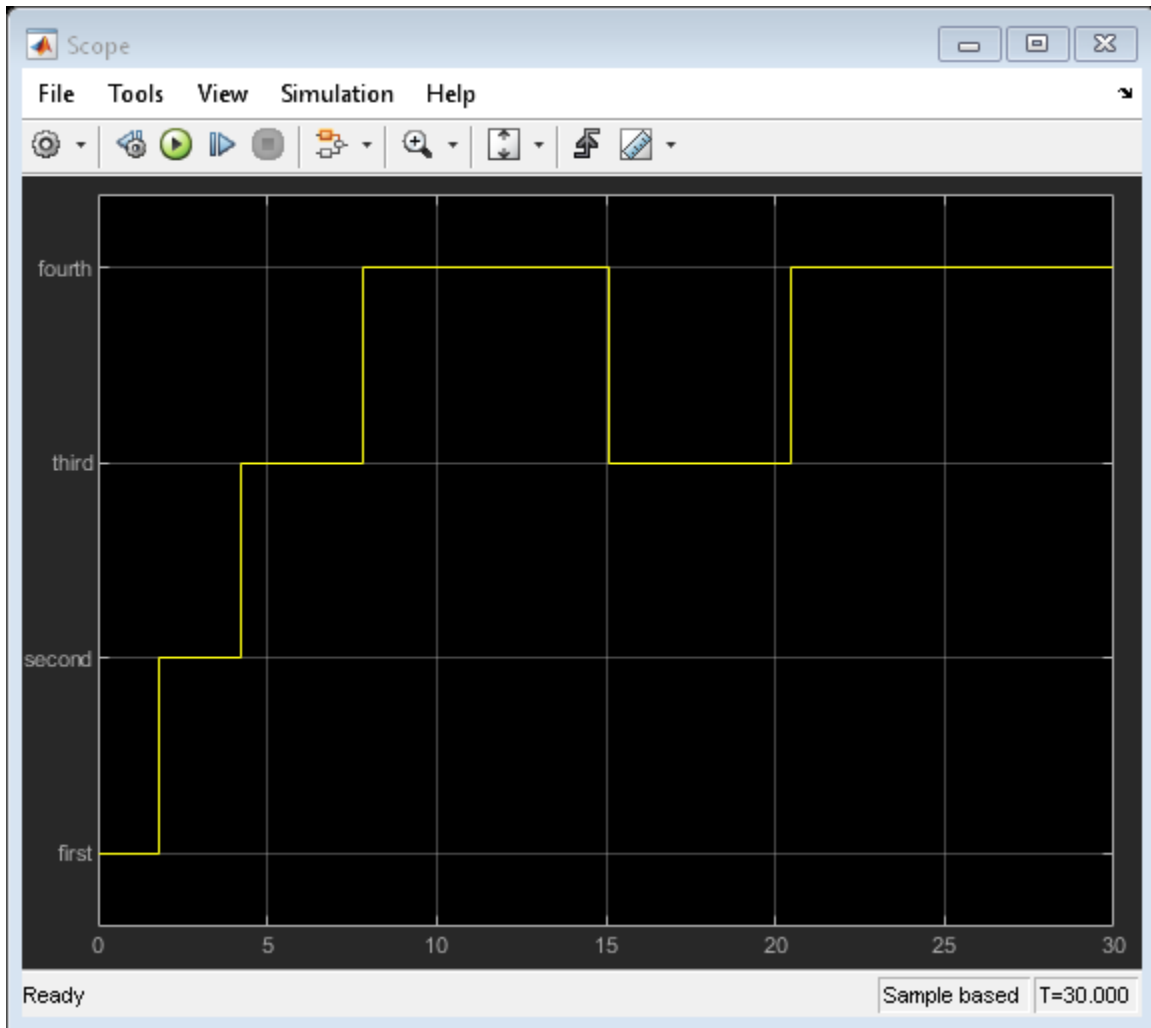 Scope
File Tools View Simulation Help
fourth
third
second
first
0 5 10 15 20 25 30
Ready Sample based T=30.000